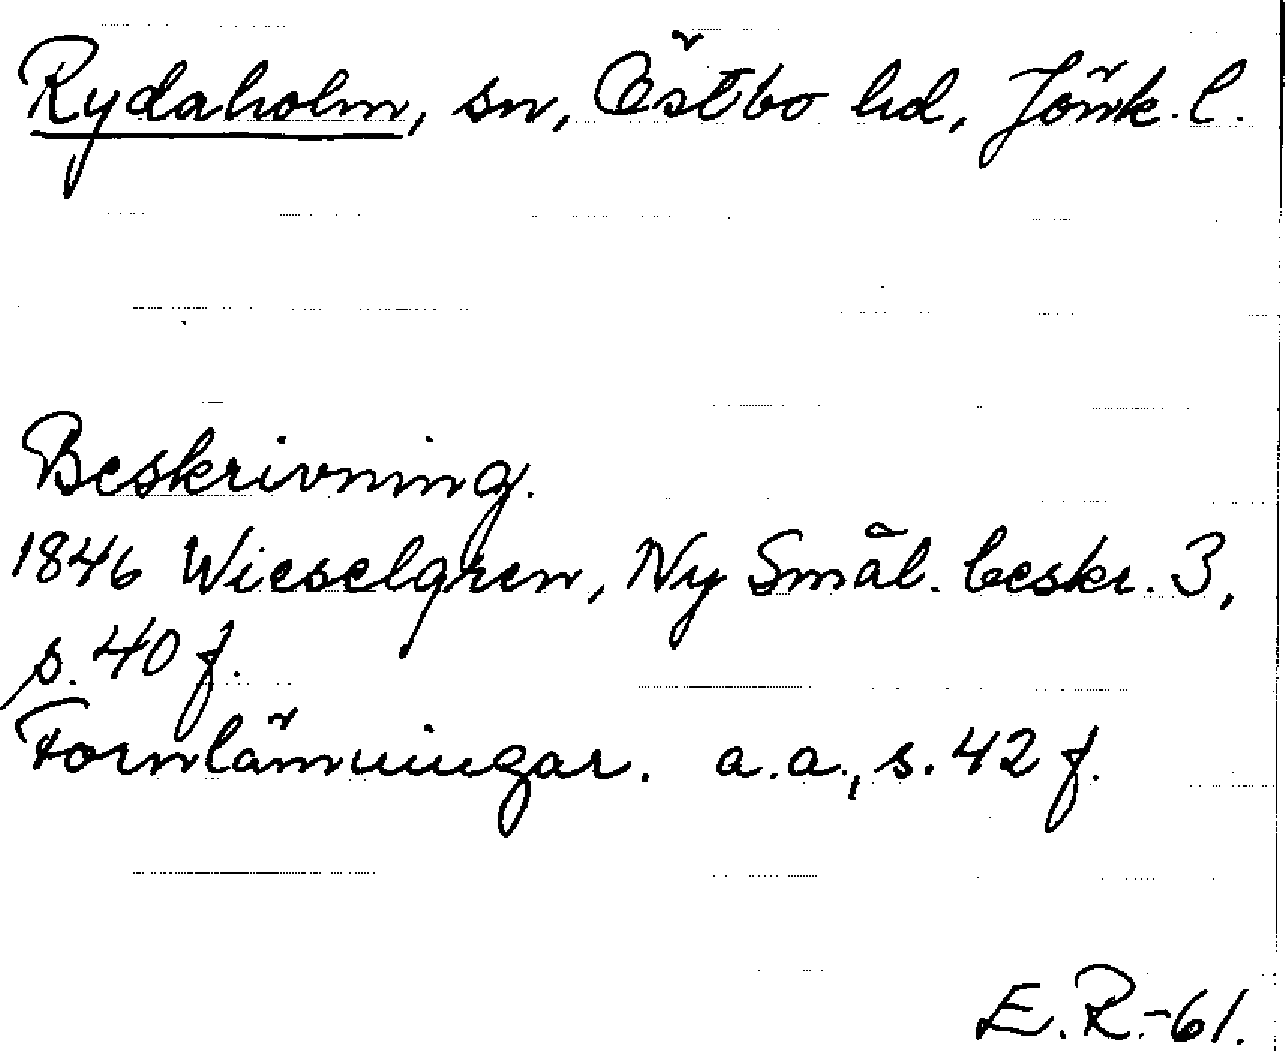 Rydaholm, sn, Östbo hd, Jönk. l.
Beskrivning.
1846 Wieselgren, Ny Smål. beskr. 3,
s. 40 f.
Fornlämningar. a.a., s. 42 f.
E.R.-61.